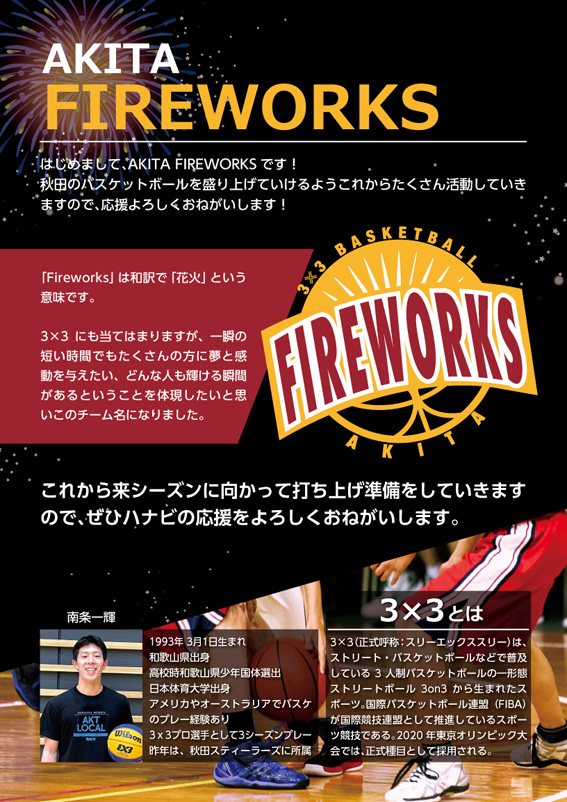 AKITA
FIREWORKS
はじめまして、AKITA FIREWORKS です！
秋田のバスケットボールを盛り上げていけるようこれからたくさん活動していき
ますので、応援よろしくおねがいします！
「Fireworks」は和訳で「花火」という
意味です。
3×3 にも当てはまりますが、一瞬の
短い時間でもたくさんの方に夢と感
動を与えたい、どんな人も輝ける瞬間
があるということを体現したいと思
いこのチーム名になりました。
3×3 BASKETBALL
FIREWORKS
AKITA
これから来シーズンに向かって打ち上げ準備をしていきます
ので、ぜひハナビの応援をよろしくおねがいします。
南条一輝
AKT
LOCAL
Wilson
EX3
1993年 3月1日生まれ
和歌山県出身
高校時和歌山県少年国体選出
日本体育大学出身
アメリカやオーストラリアでバスケ
のプレー経験あり
3ｘ3プロ選手として3シーズンプレー
昨年は、秋田スティーラーズに所属
3×3とは
3×3（正式呼称：スリーエックススリー）は、
ストリート・バスケットボールなどで普及
している 3 人制バスケットボールの一形態
ストリートボール 3on3 から生まれたス
ポーツ。国際バスケットボール連盟（FIBA）
が国際競技連盟として推進しているスポー
ツ競技である。2020 年東京オリンピック大
会では、正式種目として採用される。